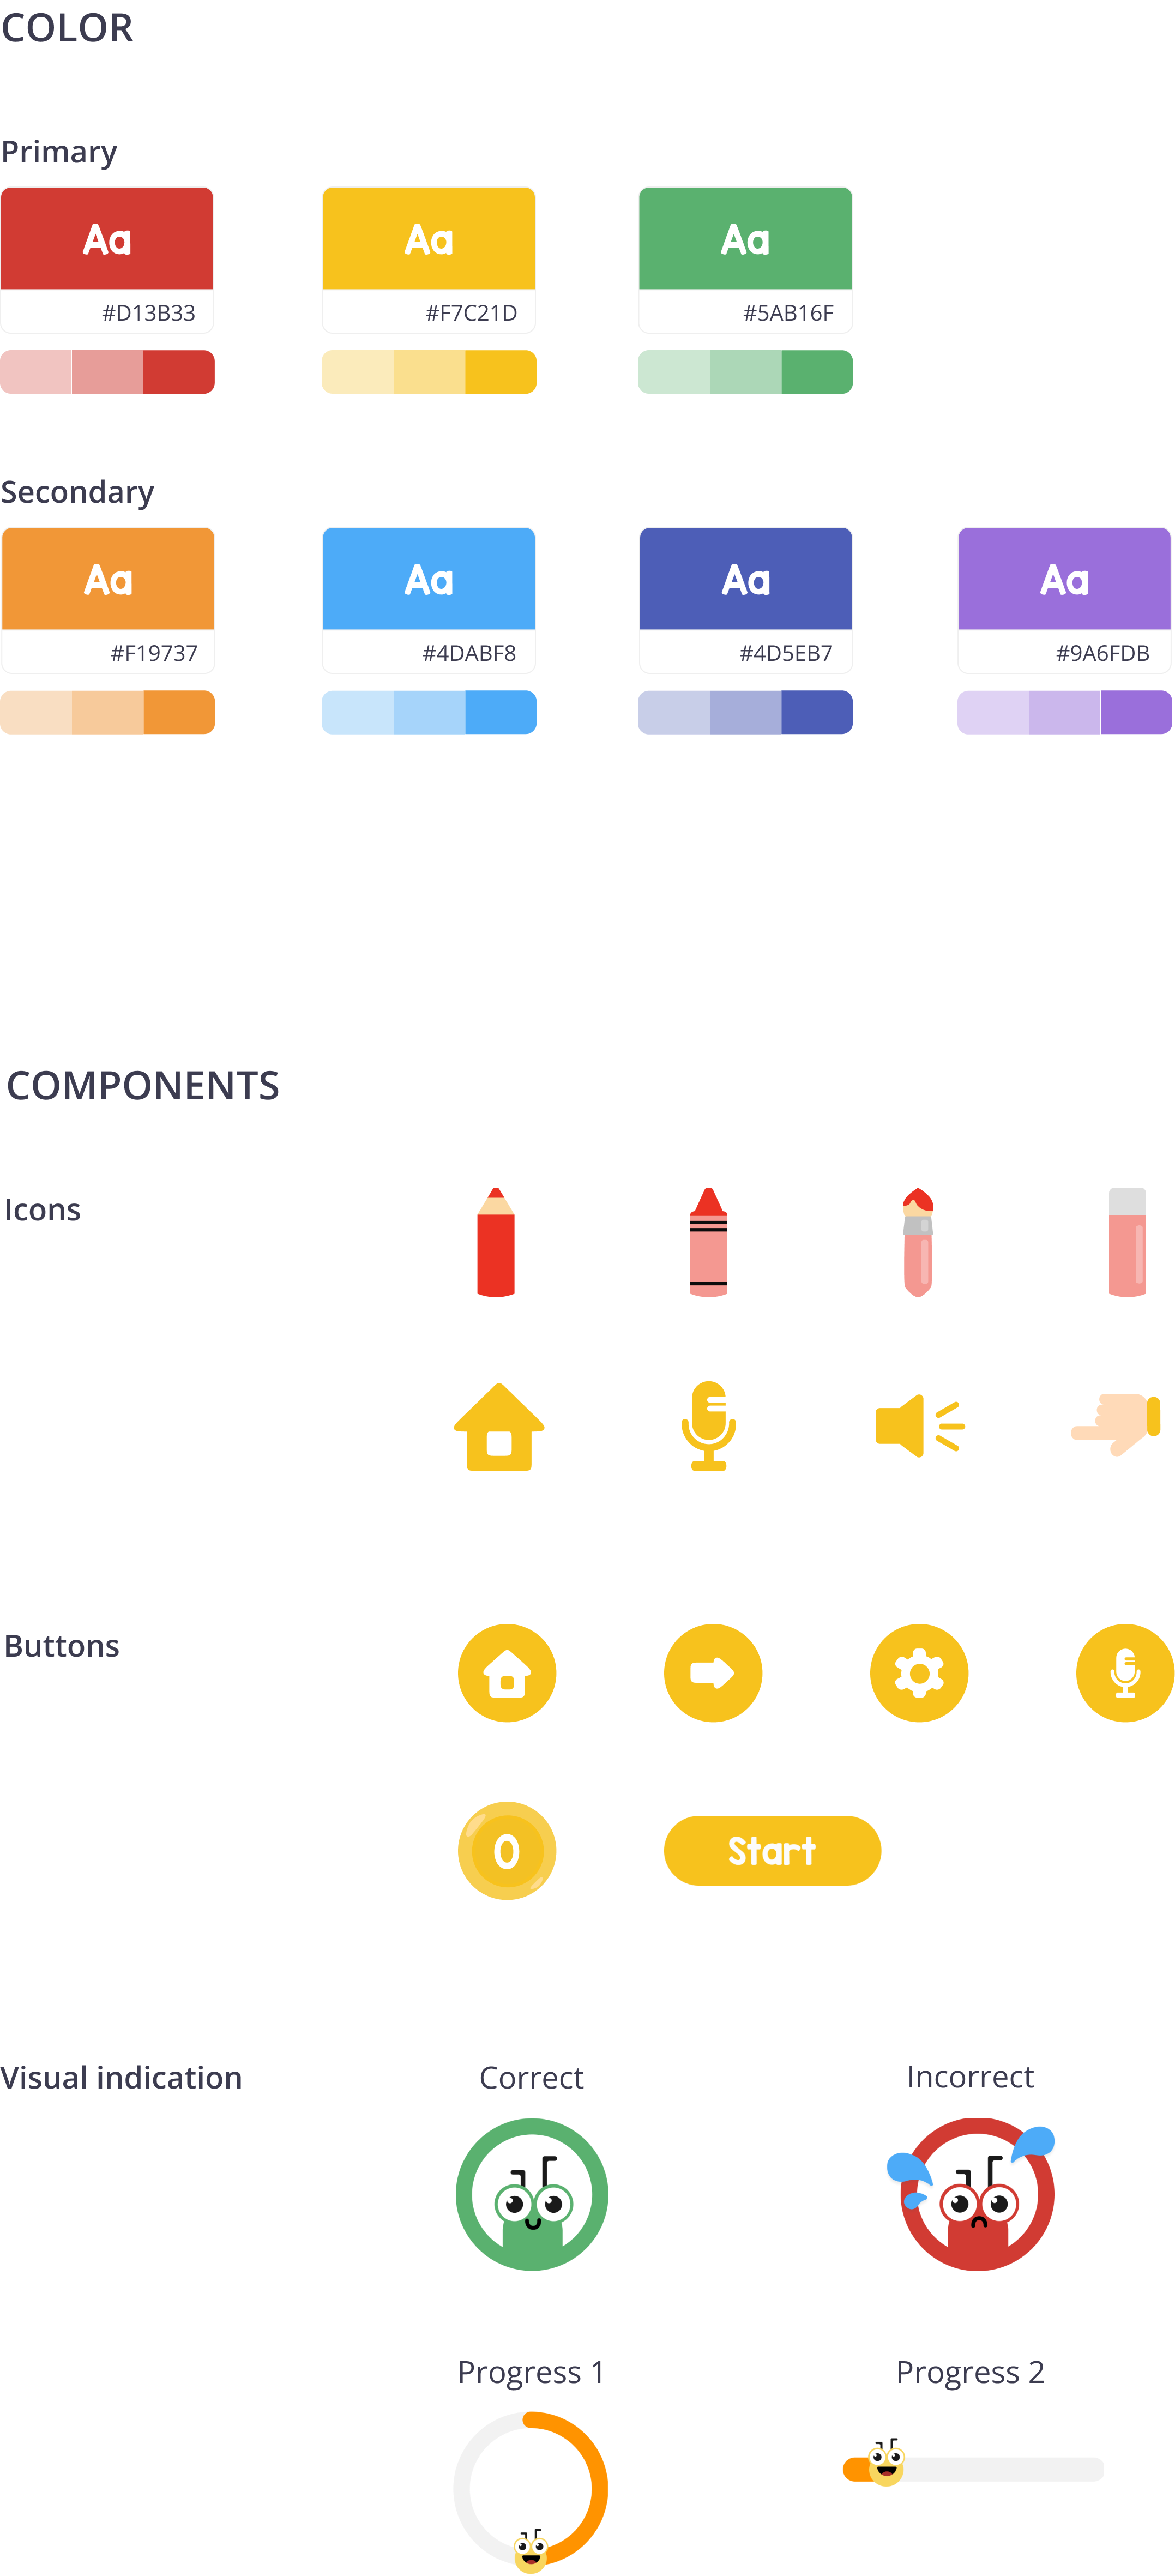 COLOR
Primary
Aa Aa Aa
#D13B33 #F7C21D #5AB16F
Secondary
Aa Aa Aa Aa
#F19737 #4DABF8 #4D5EB7 #9A6FDB
COMPONENTS
Icons
Buttons
0 Start
Visual indication Correct Incorrect
Progress 1 Progress 2